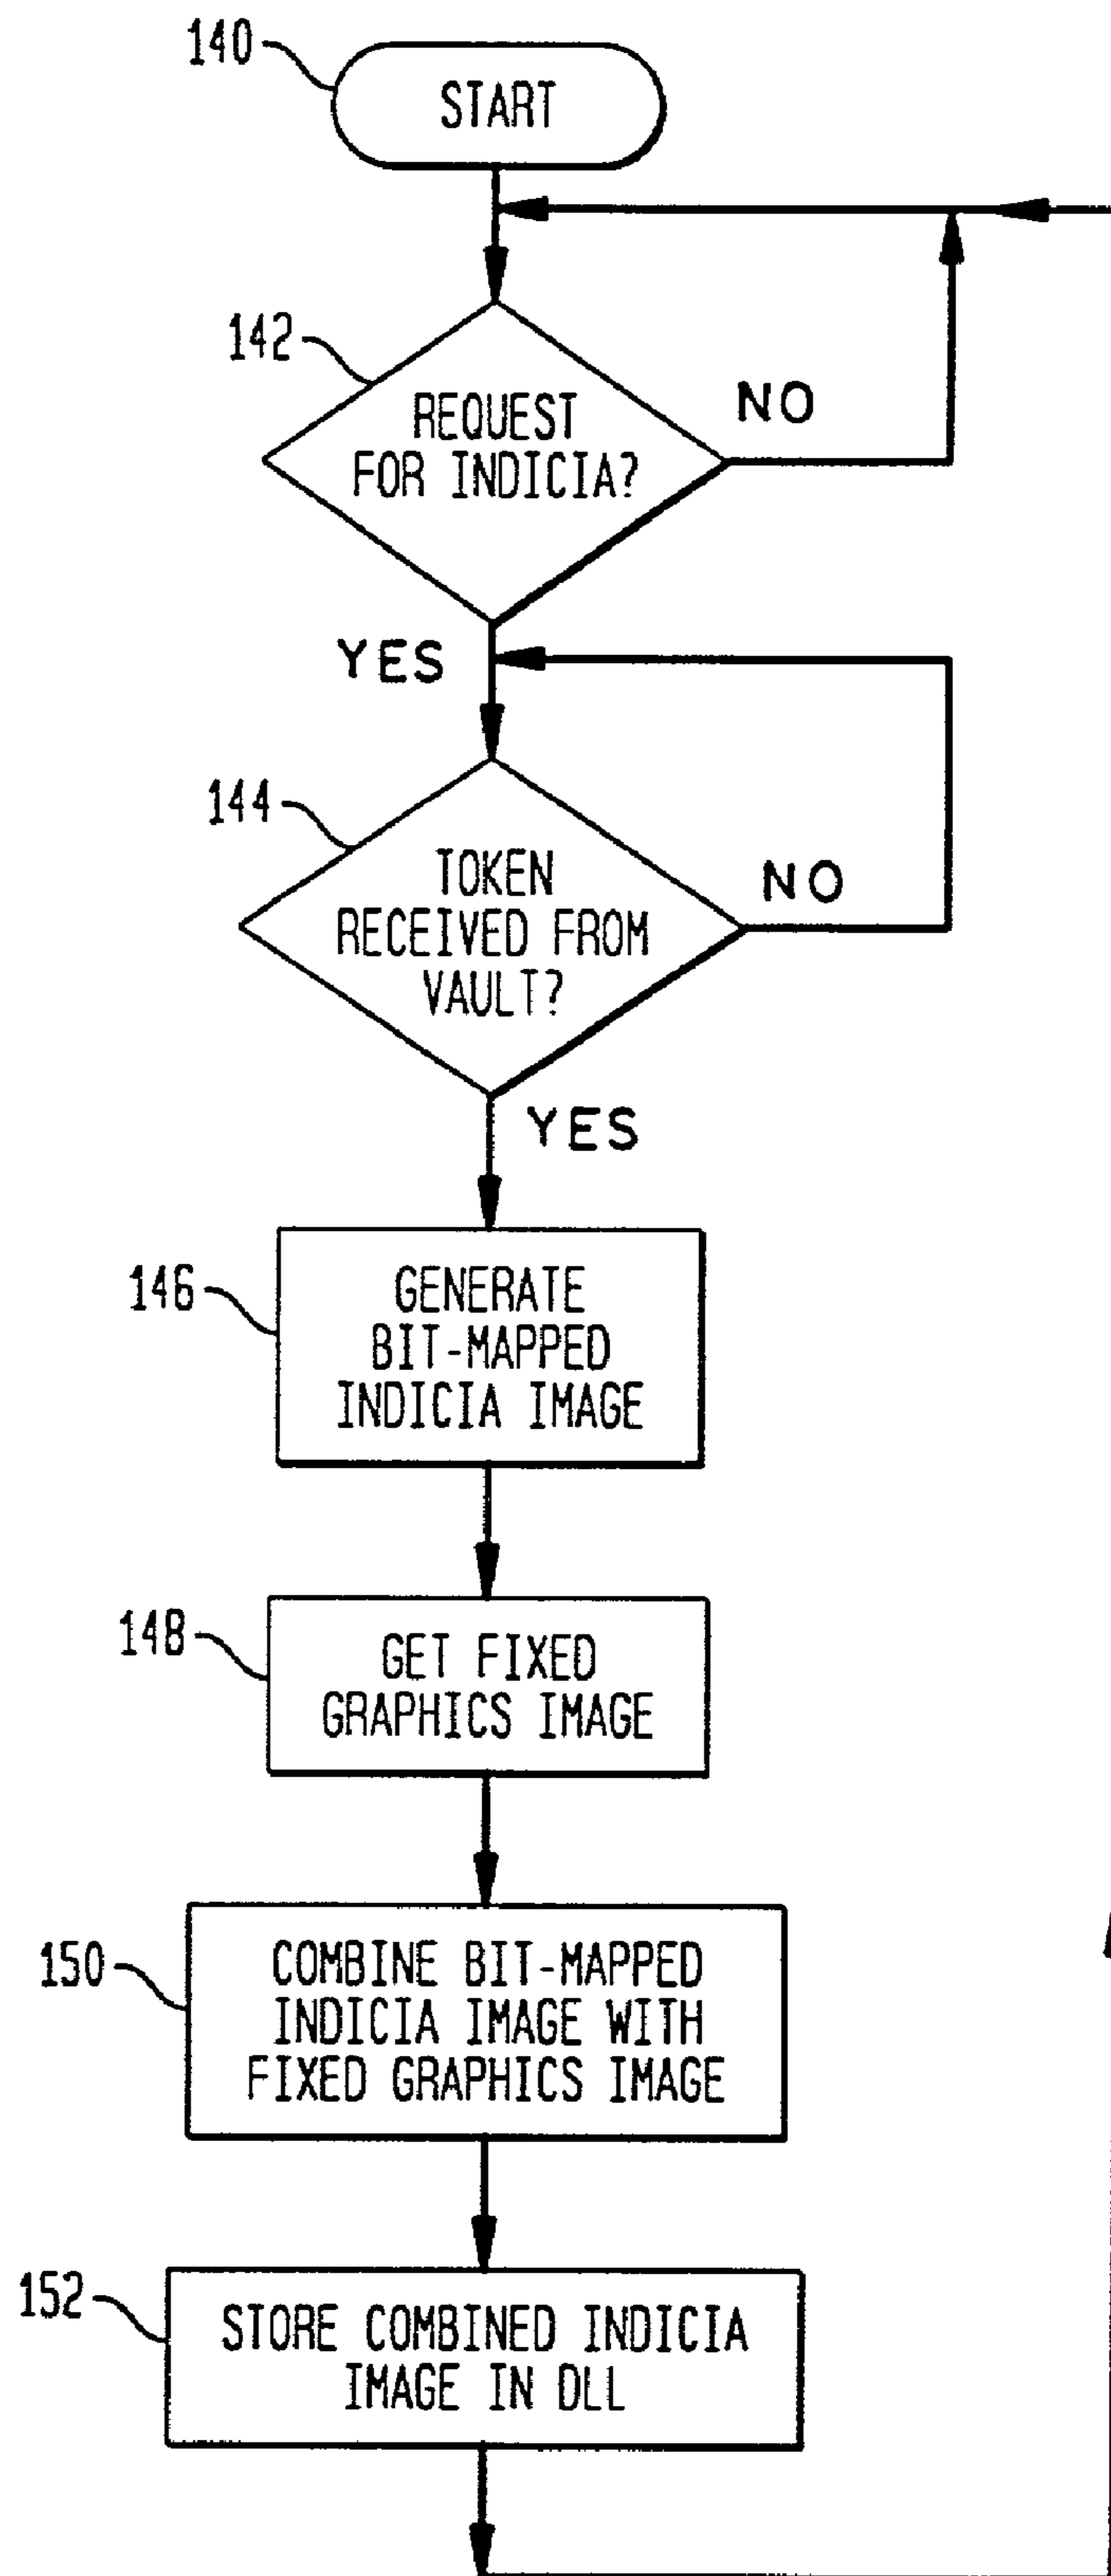 140
START
142
REQUEST
FOR INDICIA?
NO
YES
144
TOKEN
RECEIVED FROM
VAULT?
NO
YES
146
GENERATE
BIT-MAPPED
INDICIA IMAGE
148
GET FIXED
GRAPHICS IMAGE
150
COMBINE BIT-MAPPED
INDICIA IMAGE WITH
FIXED GRAPHICS IMAGE
152
STORE COMBINED INDICIA
IMAGE IN DLL